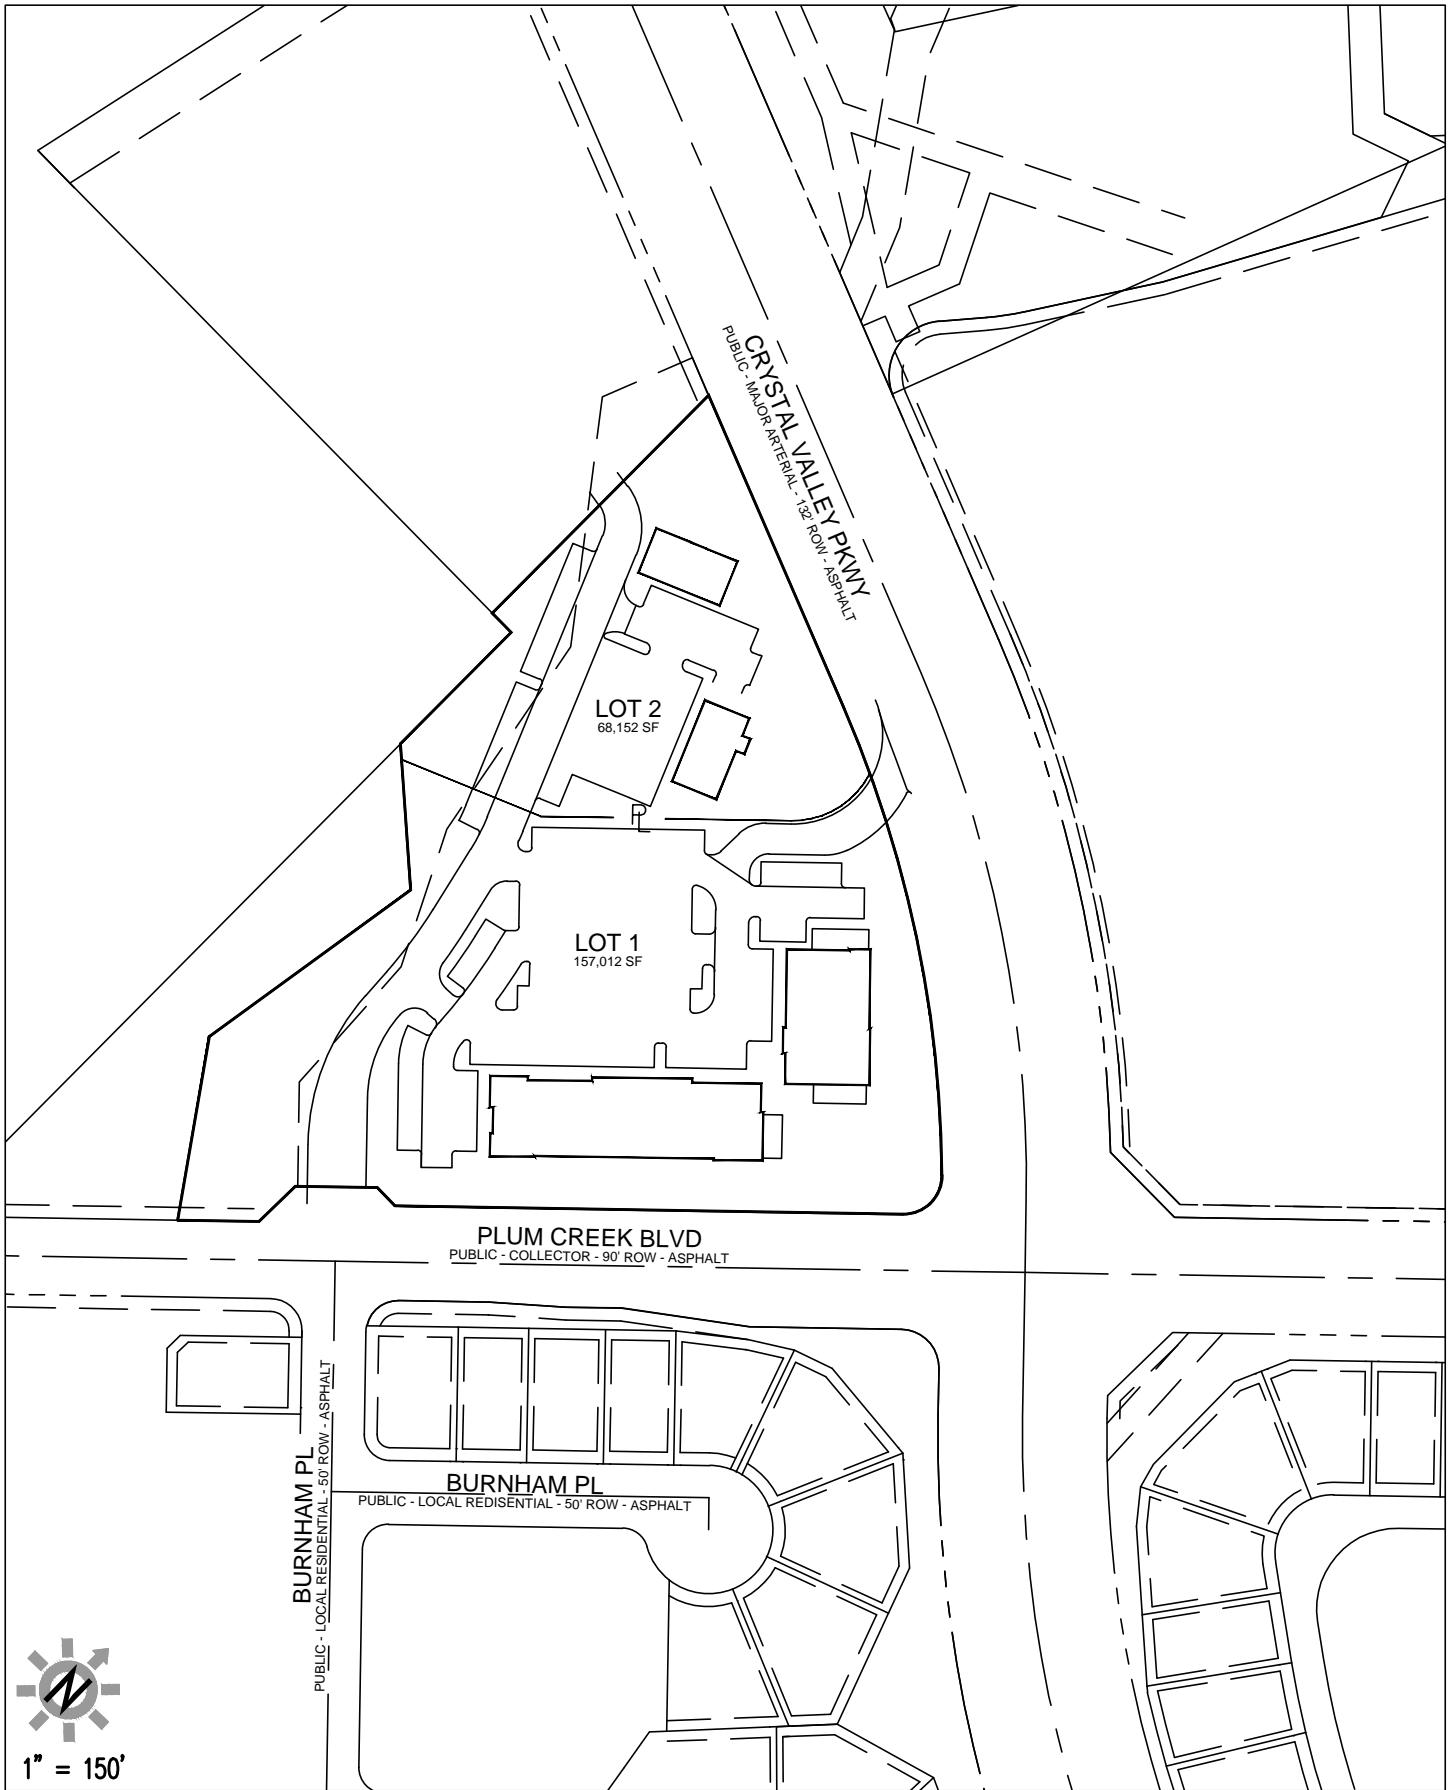 CRYSTAL VALLEY PKWY
PUBLIC - MAJOR ARTERIAL - 132' ROW - ASPHALT
LOT 2
68,152 SF
LOT 1
157,012 SF
PLUM CREEK BLVD
PUBLIC - COLLECTOR - 90' ROW - ASPHALT
BURNHAM PL
PUBLIC - LOCAL RESIDENTIAL - 50' ROW - ASPHALT
BURNHAM PL
PUBLIC - LOCAL REDISENTIAL - 50' ROW - ASPHALT
N
1" = 150'